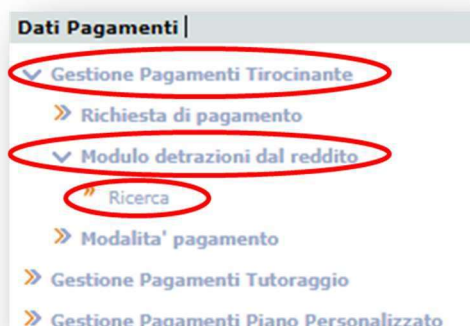 Dati Pagamenti
Gestione Pagamenti Tirocinante
Richiesta di pagamento
Modulo detrazioni dal reddito
Ricerca
Modalita' pagamento
Gestione Pagamenti Tutoraggio
Gestione Pagamenti Piano Personalizzato